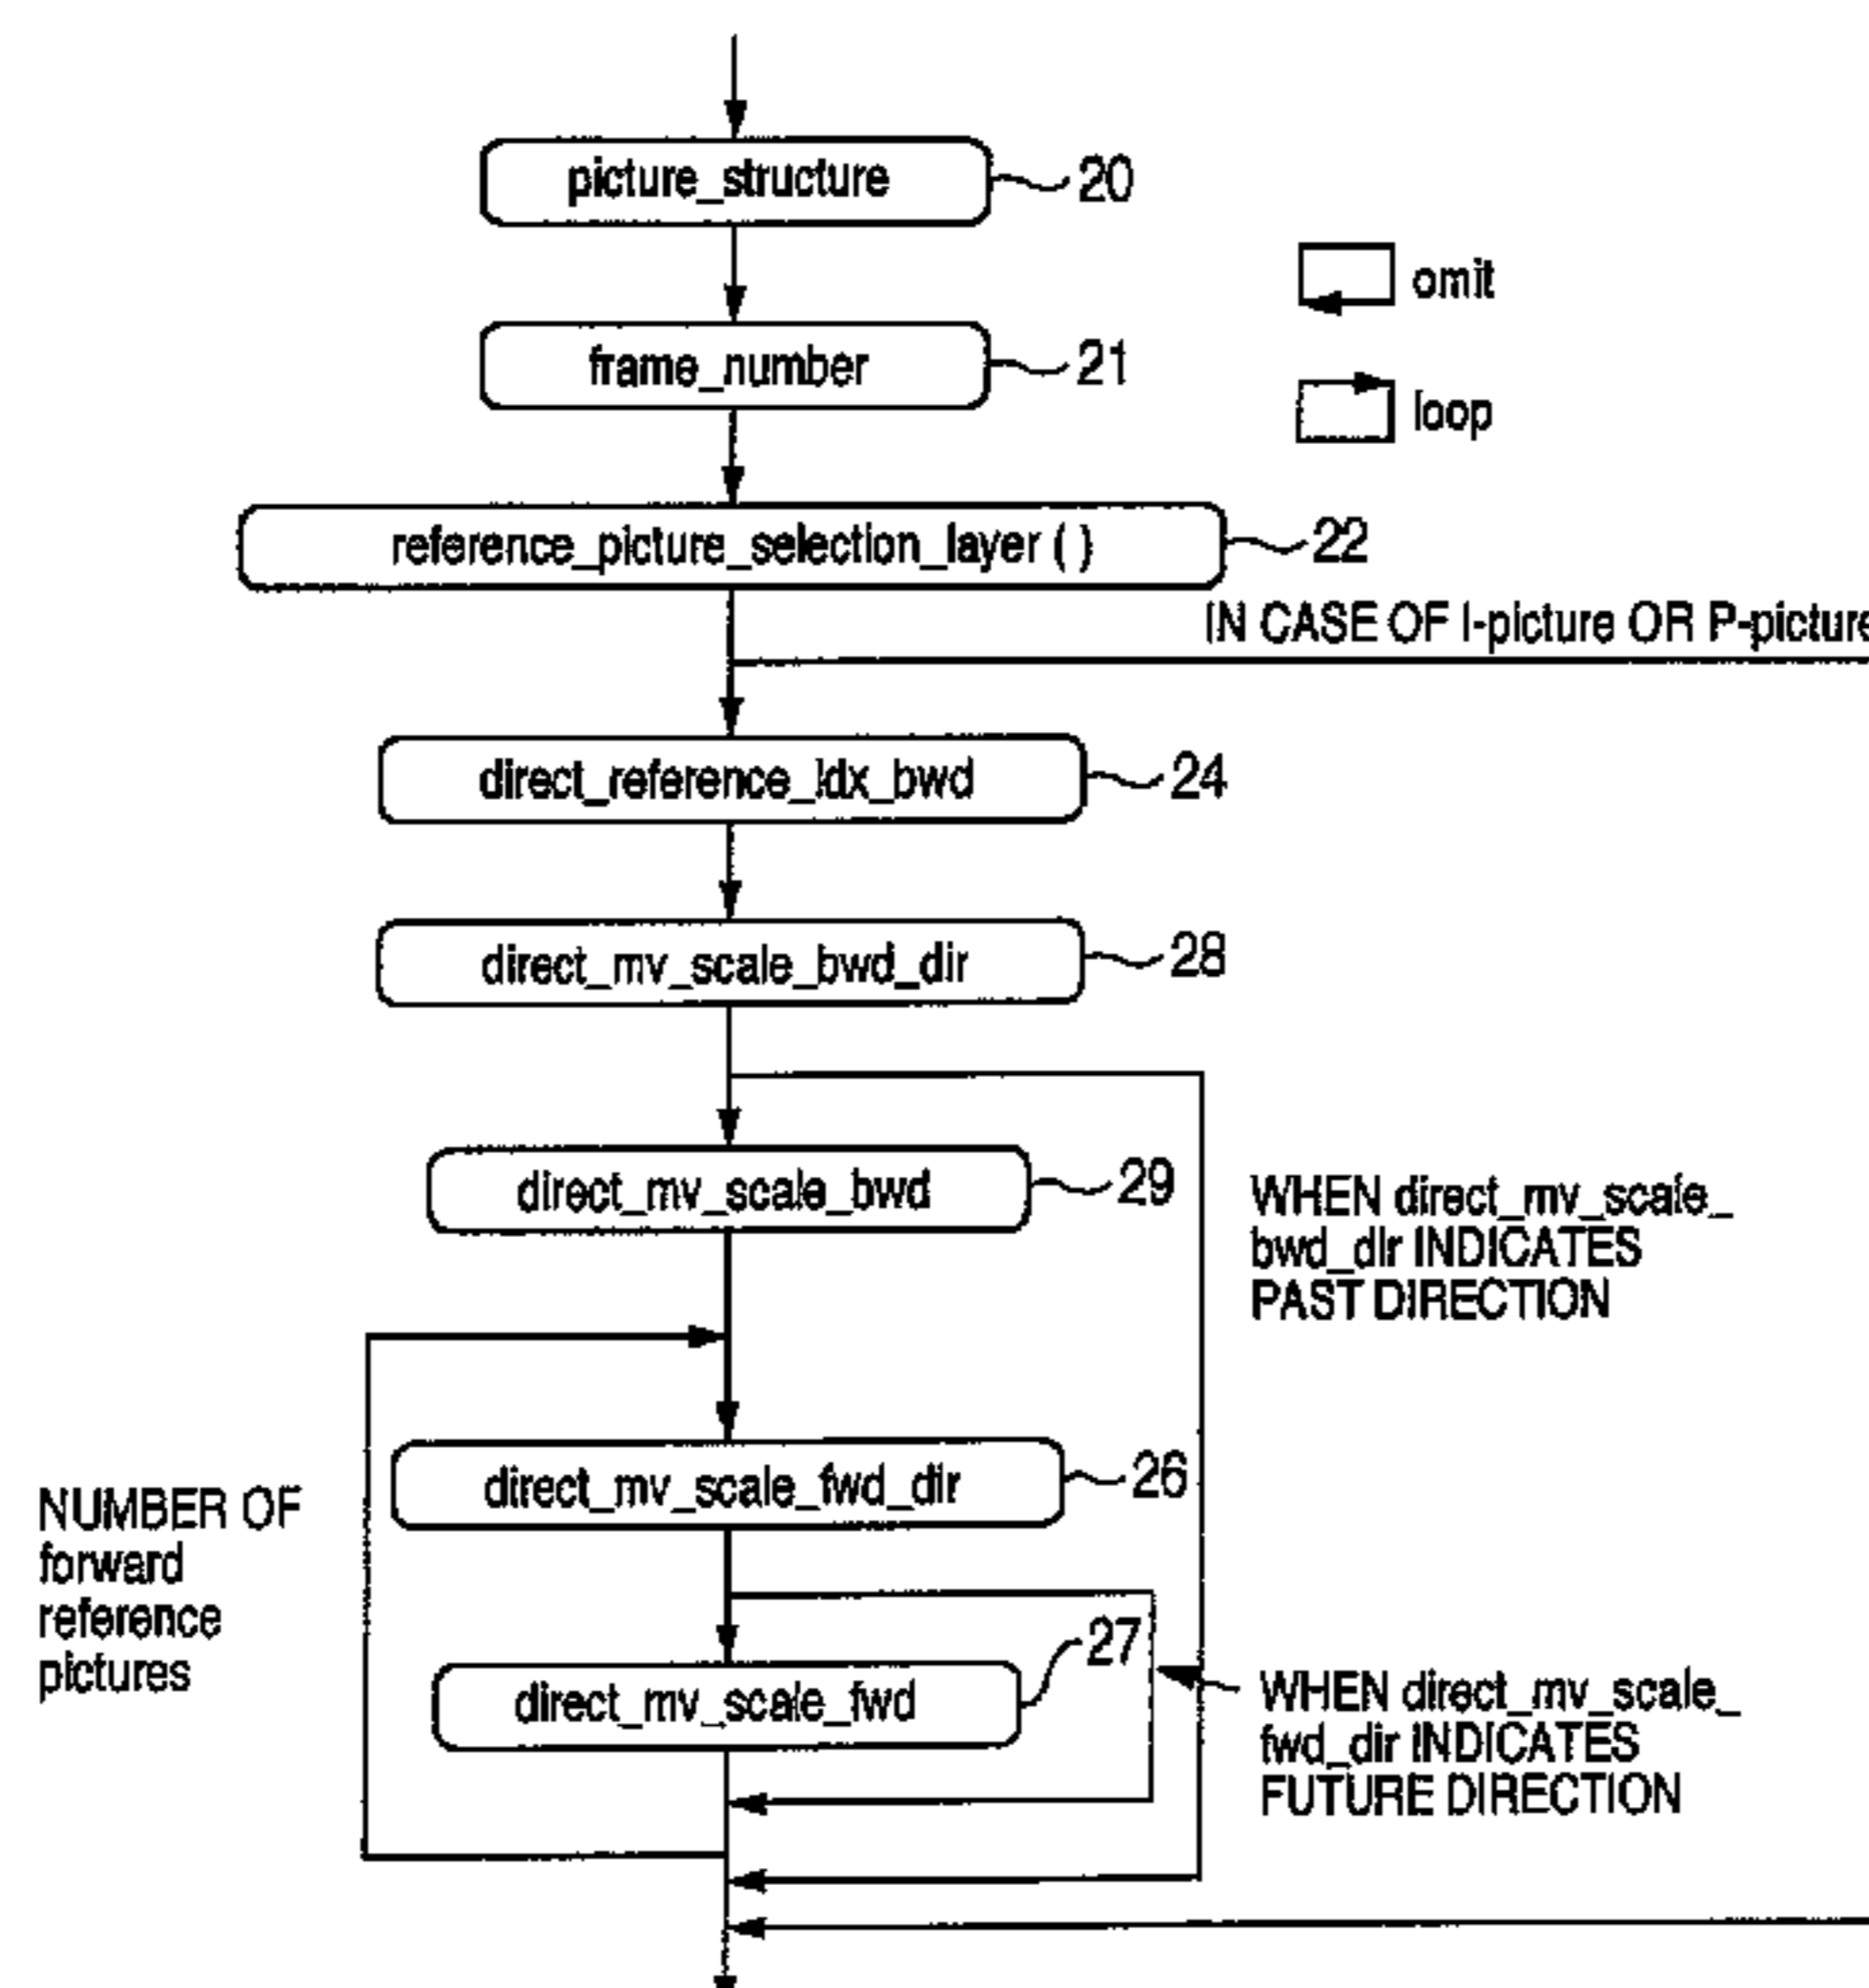 picture_structure
20
omit
frame_number
21
loop
reference_picture_selection_layer ( )
22
IN CASE OF I-picture OR P-picture
direct_reference_idx_bwd
24
direct_mv_scale_bwd_dir
28
direct_mv_scale_bwd
29
WHEN direct_mv_scale_
bwd_dir INDICATES
PAST DIRECTION
direct_mv_scale_fwd_dir
26
NUMBER OF
forward
reference
pictures
27
direct_mv_scale_fwd
WHEN direct_mv_scale_
fwd_dir INDICATES
FUTURE DIRECTION